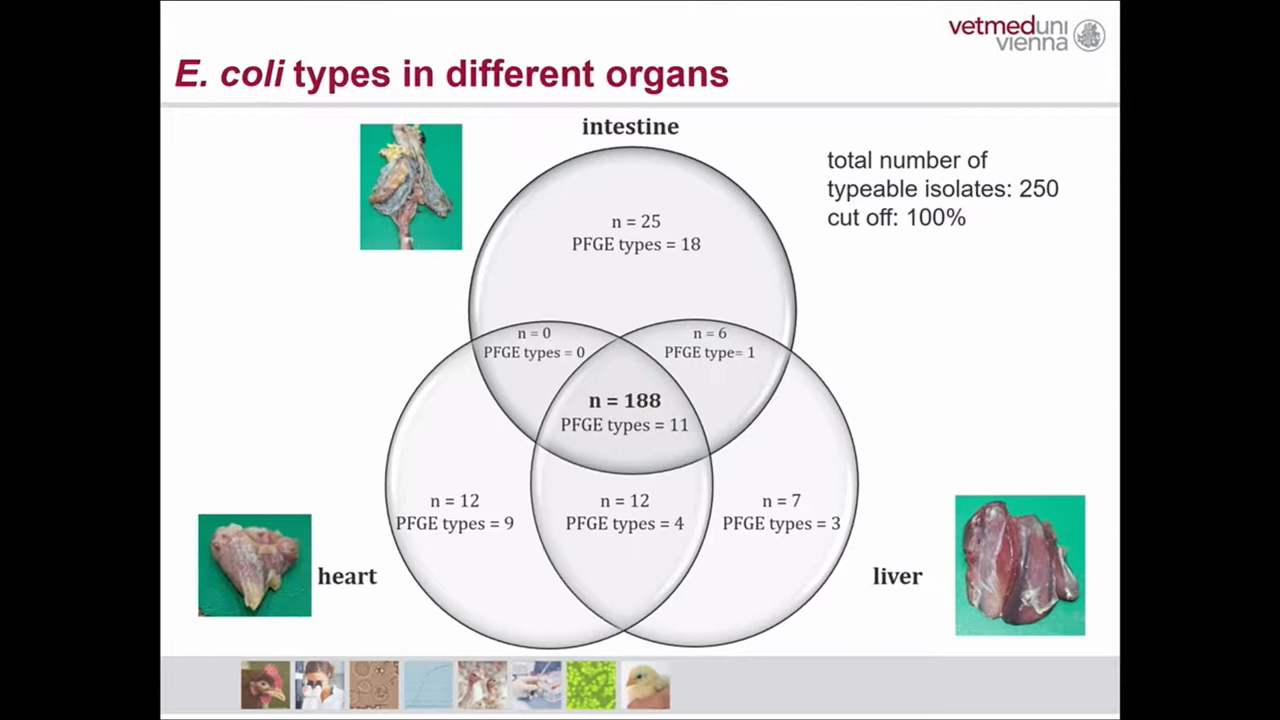 vetmeduni
vienna
E. coli types in different organs
intestine
total number of
typeable isolates: 250
cut off: 100%
n = 25
PFGE types = 18
n = 0
PFGE types = 0
n = 6
PFGE type= 1
n = 188
PFGE types = 11
n = 12
PFGE types = 9
n = 12
PFGE types = 4
n = 7
PFGE types = 3
heart
liver